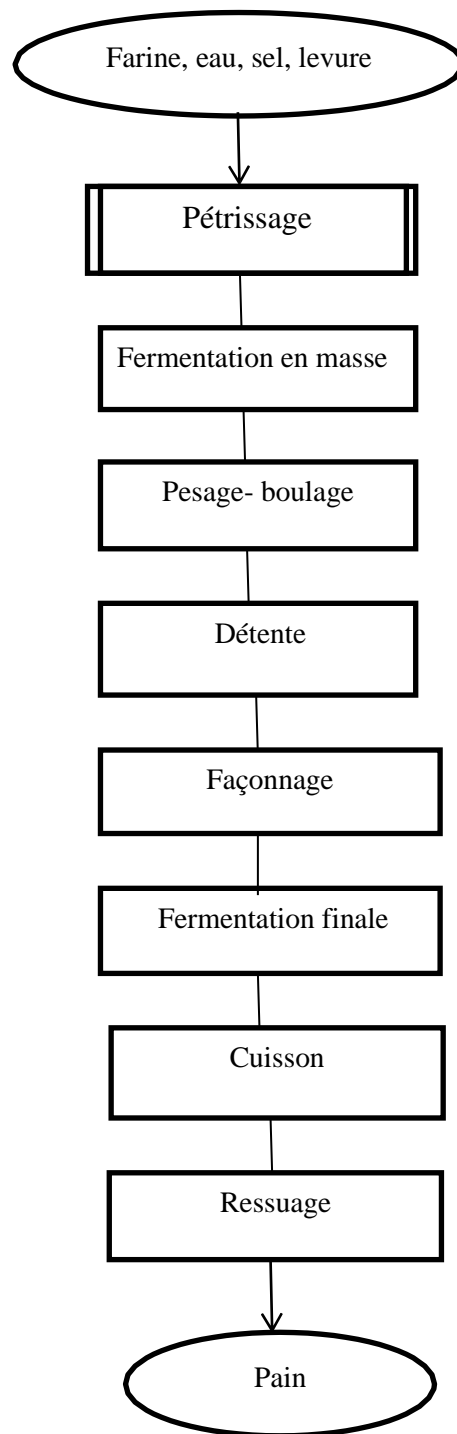 Farine, eau, sel, levure
Pétrissage
Fermentation en masse
Pesage- boulage
Détente
Façonnage
Fermentation finale
Cuisson
Ressuage
Pain